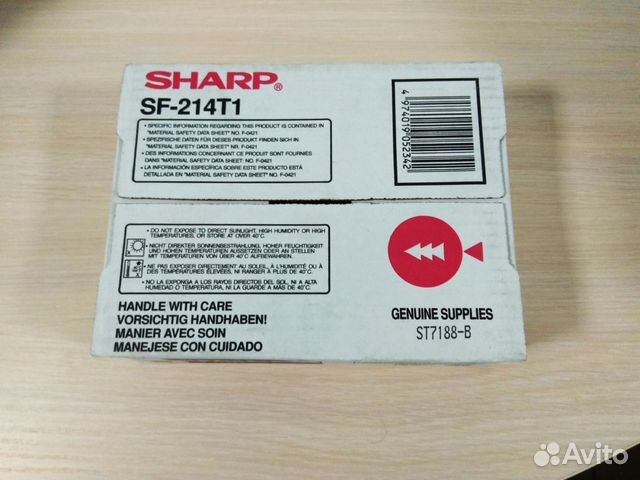 SHARP®
SF-214T1
• SPECIFIC INFORMATION REGARDING THIS PRODUCT IS CONTAINED IN
"MATERIAL SAFETY DATA SHEET" NO. F-0421
• SPEZIFISCHE DATEN FÜR DIESES PRODUKT FINDEN SICH IN
"MATERIAL SAFETY DATA SHEET" NO. F-0421
• DES INFORMATIONS CONCERNANT CE PRODUIT SONT FOURNIES
DANS "MATERIAL SAFETY DATA SHEET" NO. F-0421
• LA INFORMACIÓN ESPECÍFICA SOBRE ESTE PRODUCTO ESTÁ
DETALLADA EN "MATERIAL SAFETY DATA SHEET" NO. F-0421
4974019052342
• DO NOT EXPOSE TO DIRECT SUNLIGHT, HIGH HUMIDITY OR HIGH
TEMPERATURES, OR STORE AT OVER 40°C.
• NICHT DIREKTER SONNENBESTRAHLUNG, HOHER FEUCHTIGKEIT
UND HOHEN TEMPERATUREN AUSSETZEN ODER AN STELLEN
MIT TEMPERATUREN VON ÜBER 40°C AUFBEWAHREN.
• NE PAS EXPOSER DIRECTEMENT AU SOLEIL, À L'HUMIDITÉ OU À
DES TEMPÉRATURES ÉLEVÉES, NI RANGER A PLUS DE 40°C.
• NO LA EXPONGA A LOS RAYOS DIRECTOS DEL SOL, NI A ALTA
HUMEDAD O TEMPERATURA, NI LA GUARDE A MÁS DE 40°C.
HANDLE WITH CARE
VORSICHTIG HANDHABEN!
MANIER AVEC SOIN
MANEJESE CON CUIDADO
GENUINE SUPPLIES
ST7188-B
Avito